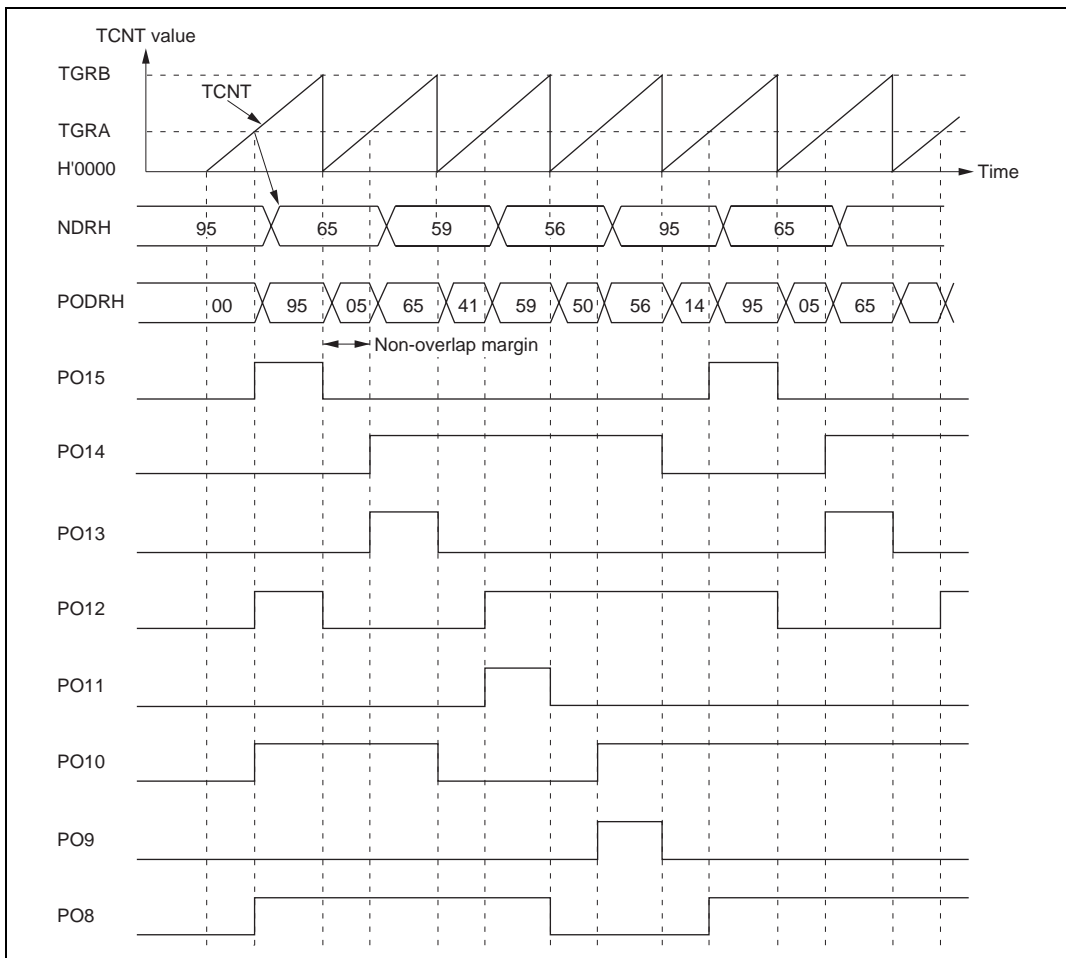 TCNT value
TGRB
TCNT
TGRA
H'0000
Time
NDRH
95 65 59 56 95 65
PODRH
00 95 05 65 41 59 50 56 14 95 05 65
Non-overlap margin
PO15
PO14
PO13
PO12
PO11
PO10
PO9
PO8